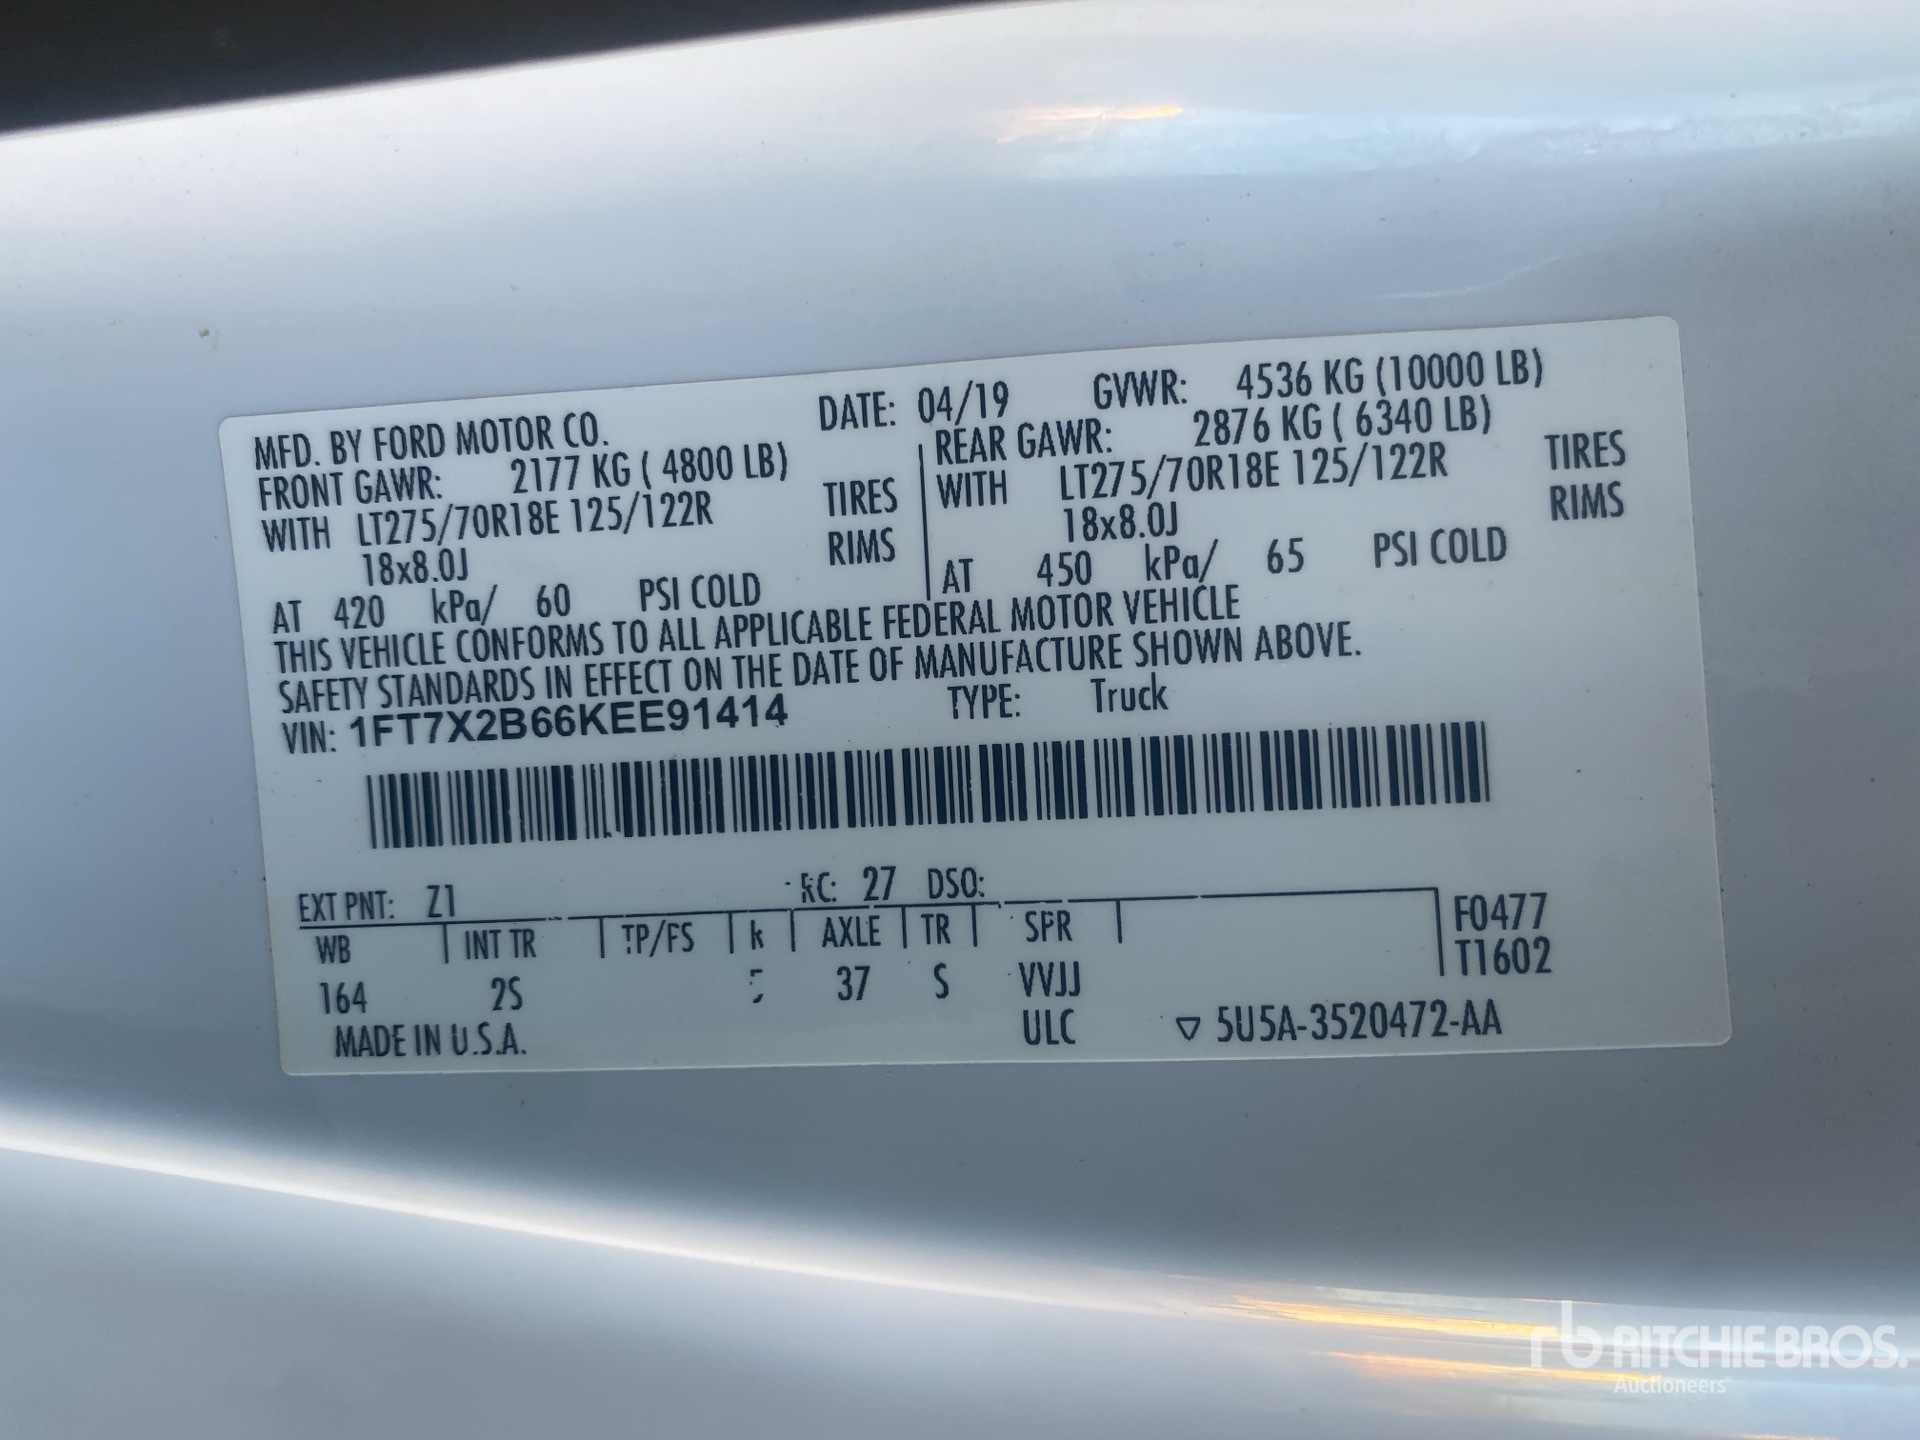 MFD. BY FORD MOTOR CO. DATE: 04/19 GVWR: 4536 KG (10000 LB)
FRONT GAWR: 2177 KG ( 4800 LB) REAR GAWR: 2876 KG ( 6340 LB)
WITH LT275/70R18E 125/122R TIRES WITH LT275/70R18E 125/122R TIRES
18x8.0J RIMS 18x8.0J RIMS
AT 420 kPa/ 60 PSI COLD AT 450 kPa/ 65 PSI COLD
THIS VEHICLE CONFORMS TO ALL APPLICABLE FEDERAL MOTOR VEHICLE
SAFETY STANDARDS IN EFFECT ON THE DATE OF MANUFACTURE SHOWN ABOVE.
VIN: 1FT7X2B66KEE91414 TYPE: Truck
EXT PNT: Z1 RC: 27 DSO:
WB INT TR TP/FS AXLE TR SPR F0477
T1602
164 2S 37 S VVJJ
MADE IN U.S.A. ULC ▽ 5U5A-3520472-AA
rb RITCHIE BROS.
Auctioneers